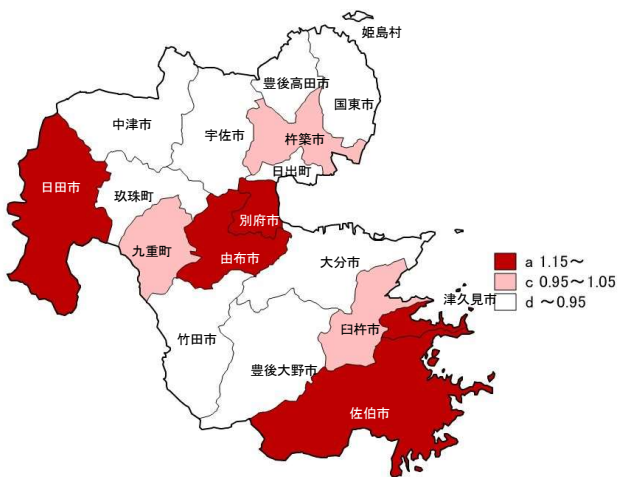 姫島村
豊後高田市
国東市
中津市
宇佐市
杵築市
日出町
日田市
玖珠町
別府市
九重町
由布市
大分市
a 1.15～
c 0.95～1.05
d ～0.95
津久見市
臼杵市
竹田市
豊後大野市
佐伯市